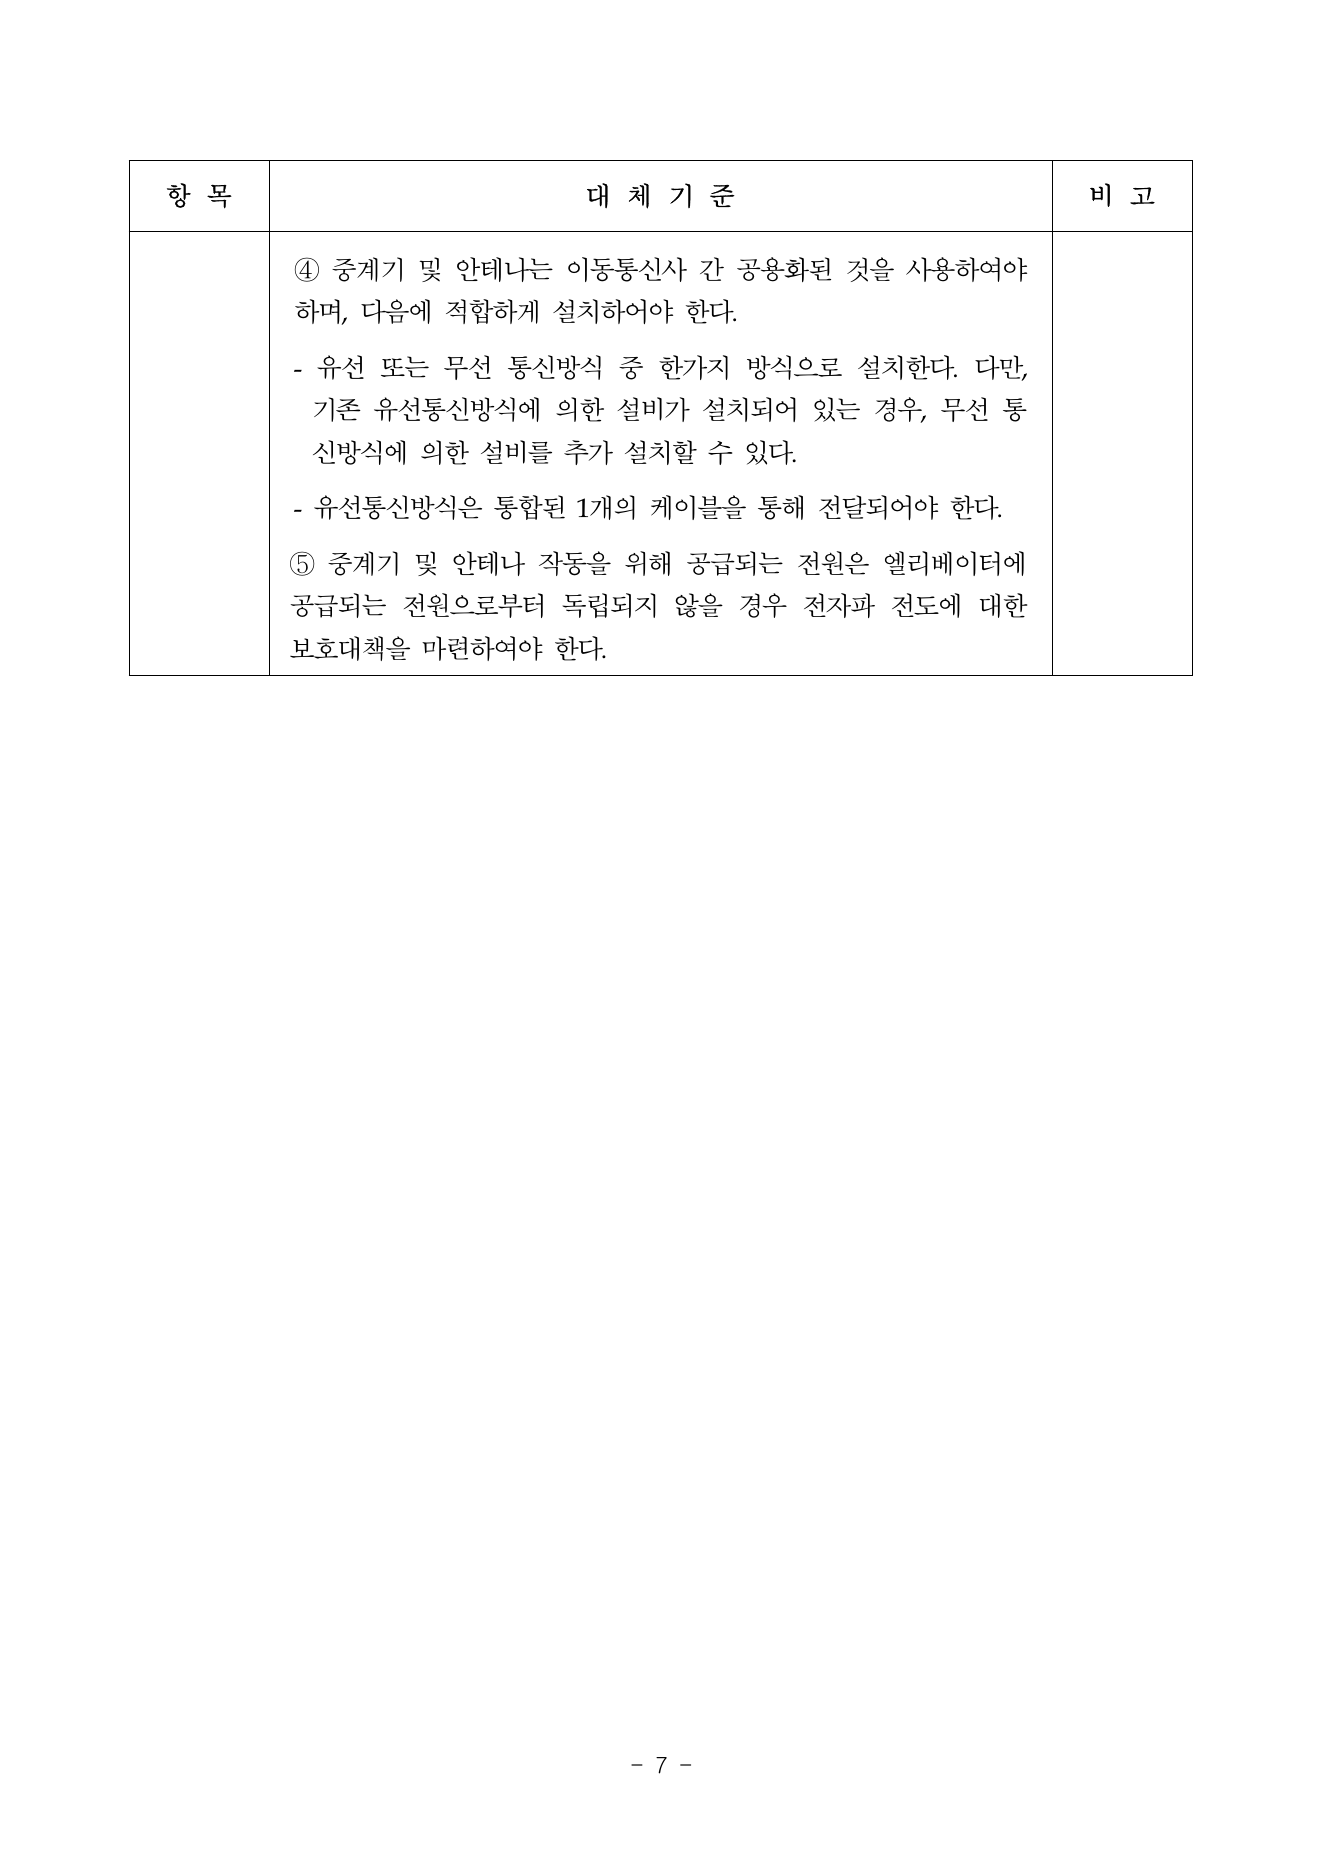 항 목 대 체 기 준 비 고
④ 중계기 및 안테나는 이동통신사 간 공용화된 것을 사용하여야
하며, 다음에 적합하게 설치하어야 한다.
- 유선 또는 무선 통신방식 중 한가지 방식으로 설치한다. 다만,
기존 유선통신방식에 의한 설비가 설치되어 있는 경우, 무선 통
신방식에 의한 설비를 추가 설치할 수 있다.
- 유선통신방식은 통합된 1개의 케이블을 통해 전달되어야 한다.
⑤ 중계기 및 안테나 작동을 위해 공급되는 전원은 엘리베이터에
공급되는 전원으로부터 독립되지 않을 경우 전자파 전도에 대한
보호대책을 마련하여야 한다.
- 7 -